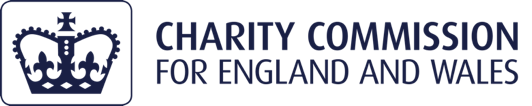 CHARITY COMMISSION
FOR ENGLAND AND WALES